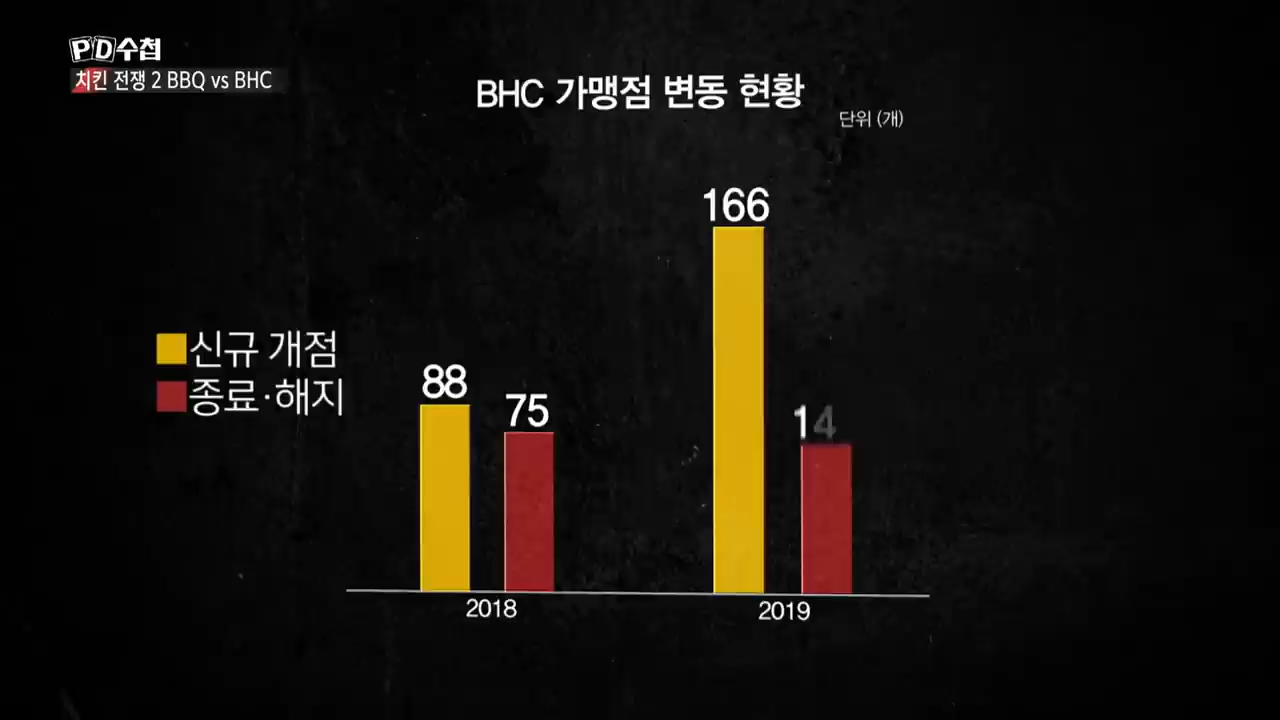 PD수첩
치킨 전쟁 2 BBQ vs BHC
BHC 가맹점 변동 현황
단위 (개)
166
신규 개점
88
종료·해지
75
14
2018
2019